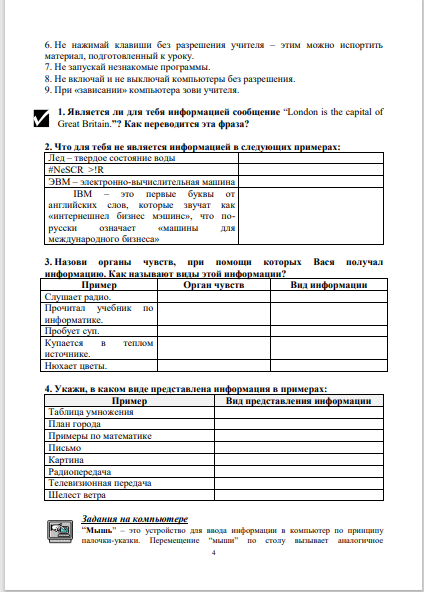 6. Не нажимай клавиши без разрешения учителя – этим можно испортить
материал, подготовленный к уроку.
7. Не запускай незнакомые программы.
8. Не включай и не выключай компьютеры без разрешения.
9. При «зависании» компьютера зови учителя.
1. Является ли для тебя информацией сообщение “London is the capital of
Great Britain.”? Как переводится эта фраза?
2. Что для тебя не является информацией в следующих примерах:
Лед – твердое состояние воды
#NeSCR >!R
ЭВМ – электронно-вычислительная машина
IBM – это первые буквы от
английских слов, которые звучат как
«интернешнел бизнес мэшинс», что по-
русски означает «машины для
международного бизнеса»
3. Назови органы чувств, при помощи которых Вася получал
информацию. Как называют виды этой информации?
Пример Орган чувств Вид информации
Слушает радио.
Прочитал учебник по
информатике.
Пробует суп.
Купается в теплом
источнике.
Нюхает цветы.
4. Укажи, в каком виде представлена информация в примерах:
Пример Вид представления информации
Таблица умножения
План города
Примеры по математике
Письмо
Картина
Радиопередача
Телевизионная передача
Шелест ветра
Задания на компьютере
“Мышь” – это устройство для ввода информации в компьютер по принципу
палочки-указки. Перемещение “мыши” по столу вызывает аналогичное
4